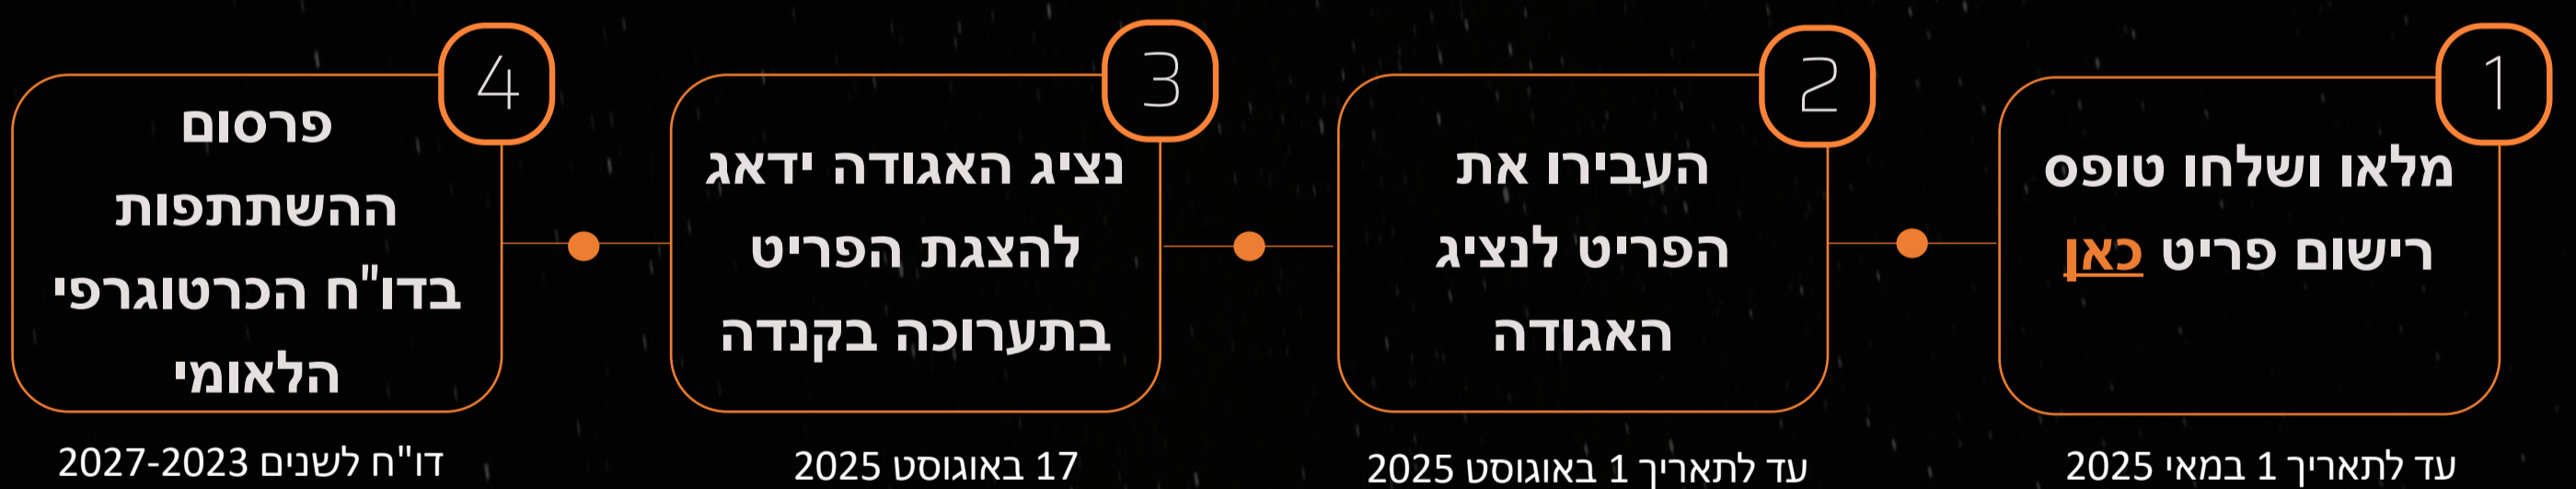 1
מלאו ושלחו טופס
רישום פריט כאן
עד לתאריך 1 במאי 2025
2
העבירו את
הפריט לנציג
האגודה
עד לתאריך 1 באוגוסט 2025
3
נציג האגודה ידאג
להצגת הפריט
בתערוכה בקנדה
17 באוגוסט 2025
4
פרסום
ההשתתפות
בדו"ח הכרטוגרפי
הלאומי
דו"ח לשנים 2027-2023